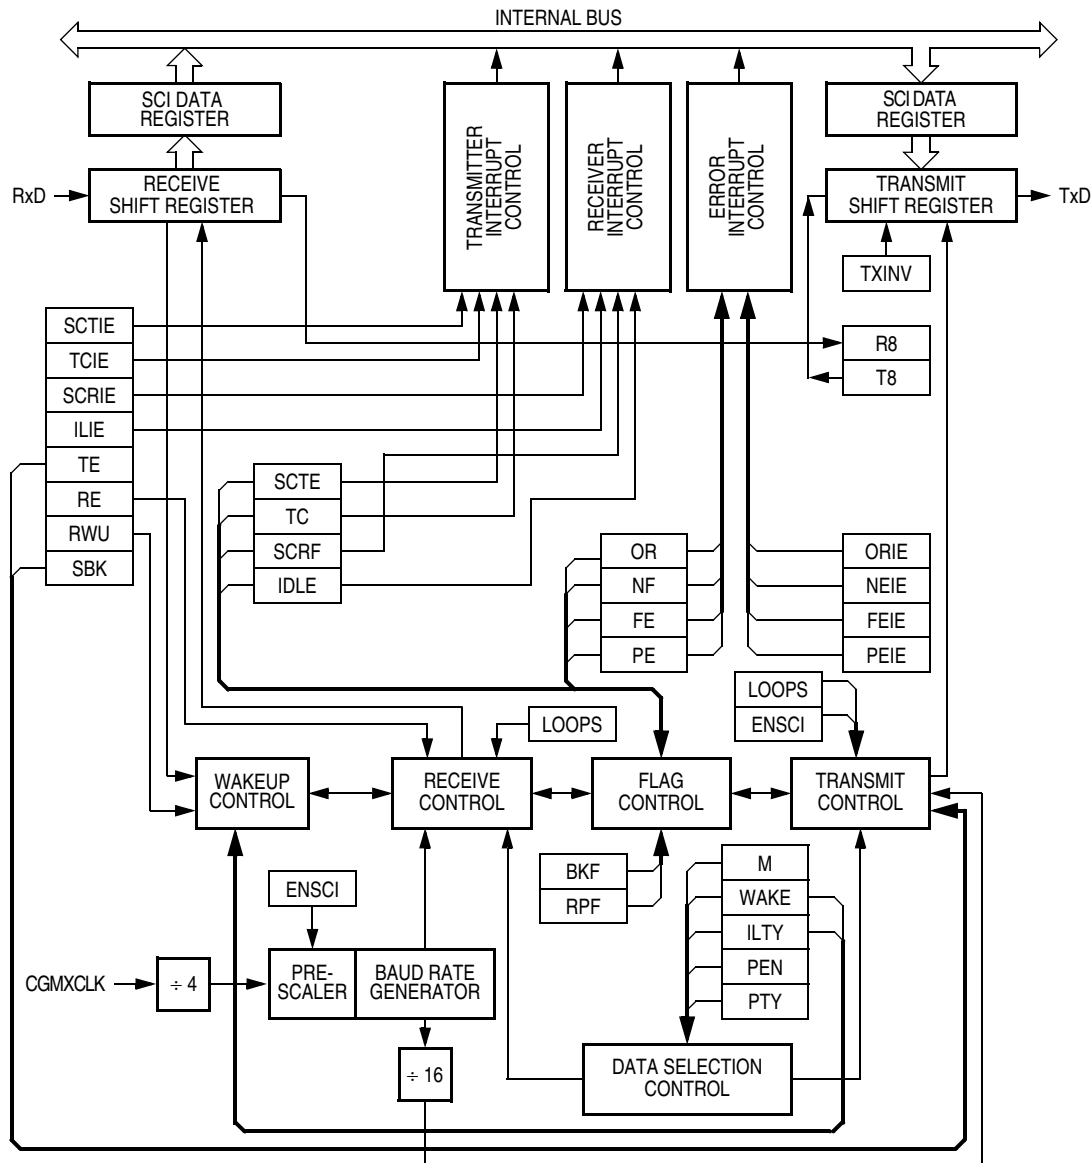 INTERNAL BUS
SCI DATA
REGISTER
SCI DATA
REGISTER
TRANSMITTER
INTERRUPT
CONTROL
RECEIVER
INTERRUPT
CONTROL
ERROR
INTERRUPT
CONTROL
RxD
RECEIVE
SHIFT REGISTER
TRANSMIT
SHIFT REGISTER
TxD
TXINV
SCTIE
TCIE
SCRIE
ILIE
TE
RE
RWU
SBK
R8
T8
SCTE
TC
SCRF
IDLE
OR
NF
FE
PE
ORIE
NEIE
FEIE
PEIE
LOOPS
LOOPS
ENSCI
WAKEUP
CONTROL
RECEIVE
CONTROL
FLAG
CONTROL
TRANSMIT
CONTROL
BKF
RPF
M
WAKE
ILTY
PEN
PTY
ENSCI
CGMXCLK
÷ 4
PRE-
SCALER
BAUD RATE
GENERATOR
÷ 16
DATA SELECTION
CONTROL